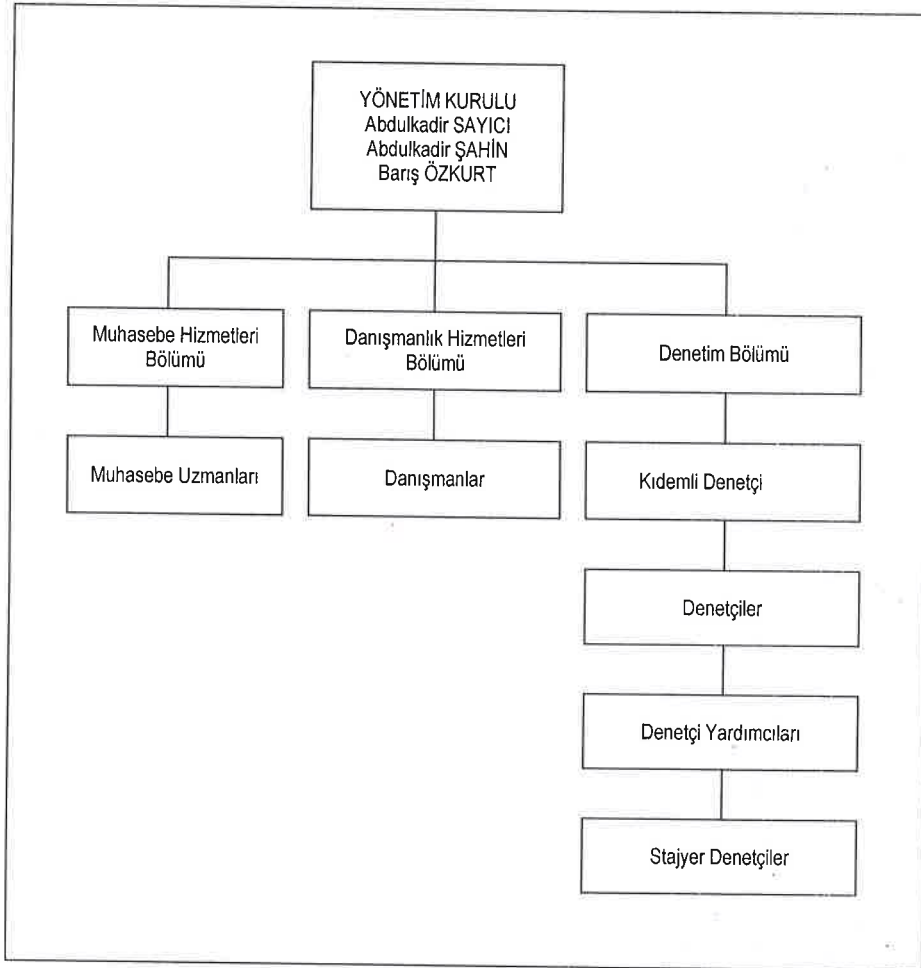 YÖNETİM KURULU
Abdulkadir SAYICI
Abdulkadir ŞAHİN
Barış ÖZKURT
Muhasebe Hizmetleri
Bölümü
Danışmanlık Hizmetleri
Bölümü
Denetim Bölümü
Muhasebe Uzmanları
Danışmanlar
Kıdemli Denetçi
Denetçiler
Denetçi Yardımcıları
Stajyer Denetçiler